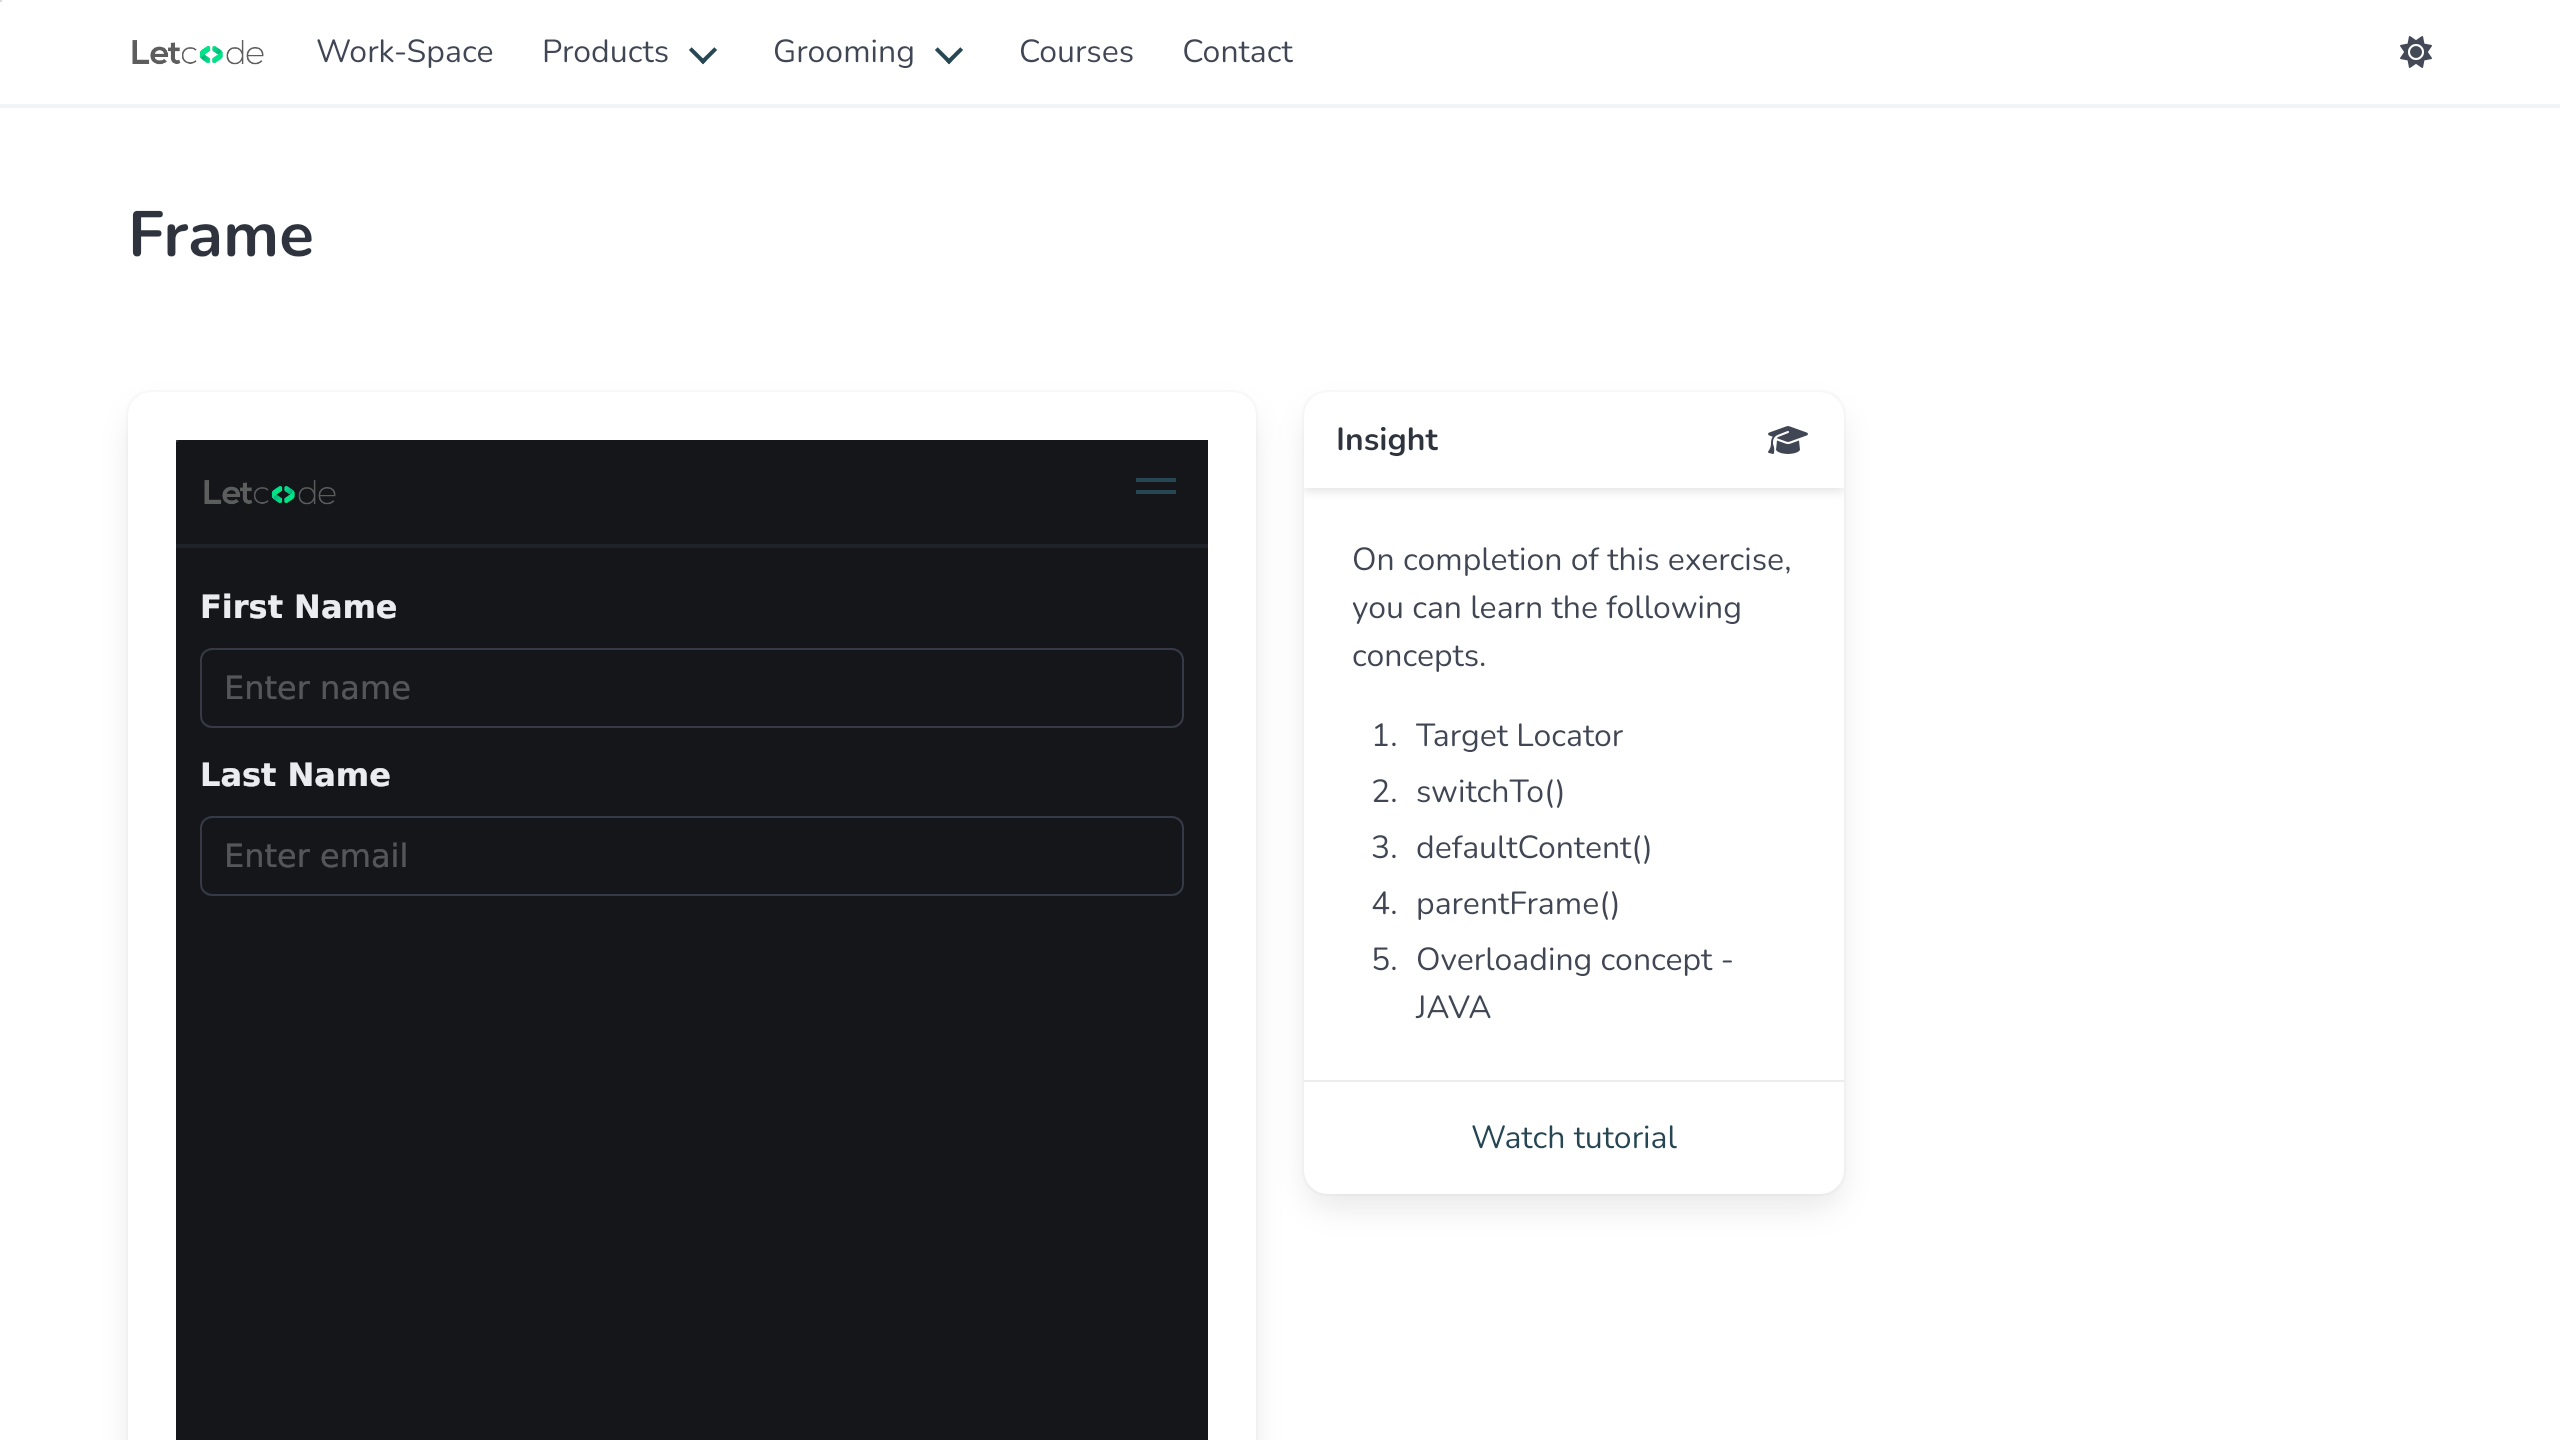 Letcode Work-Space Products Grooming Courses Contact
Frame
Letcode
First Name
Enter name
Last Name
Enter email
Insight
On completion of this exercise,
you can learn the following
concepts.
1. Target Locator
2. switchTo()
3. defaultContent()
4. parentFrame()
5. Overloading concept -
JAVA
Watch tutorial